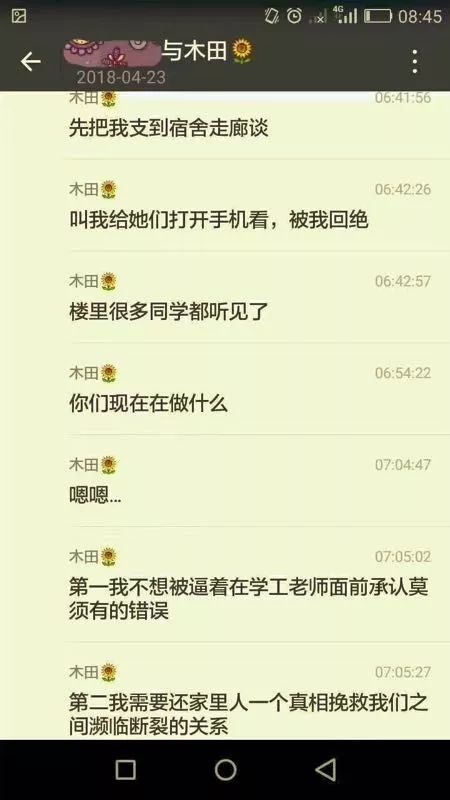 4G
08:45
与木田🌻
2018-04-23
木田🌻
06:41:56
先把我支到宿舍走廊谈
木田🌻
06:42:26
叫我给她们打开手机看，被我回绝
木田🌻
06:42:57
楼里很多同学都听见了
木田🌻
06:54:22
你们现在在做什么
木田🌻
07:04:47
嗯嗯...
木田🌻
07:05:02
第一我不想被逼着在学工老师面前承认莫
须有的错误
木田🌻
07:05:27
第二我需要还家里人一个真相挽救我们之
间濒临断裂的关系